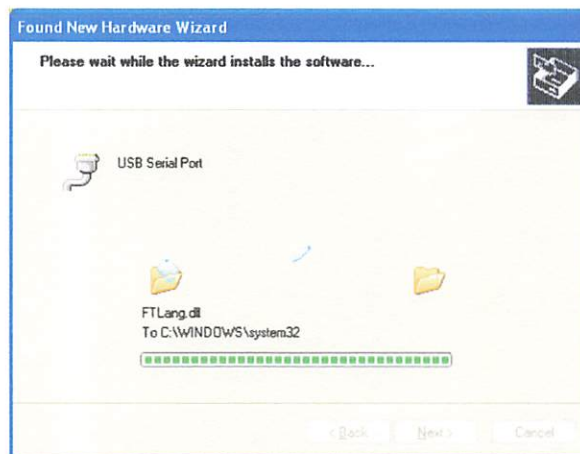 Found New Hardware Wizard
Please wait while the wizard installs the software...
USB Serial Port
FTLang.dll
To C:\WINDOWS\system32
< Back Next > Cancel